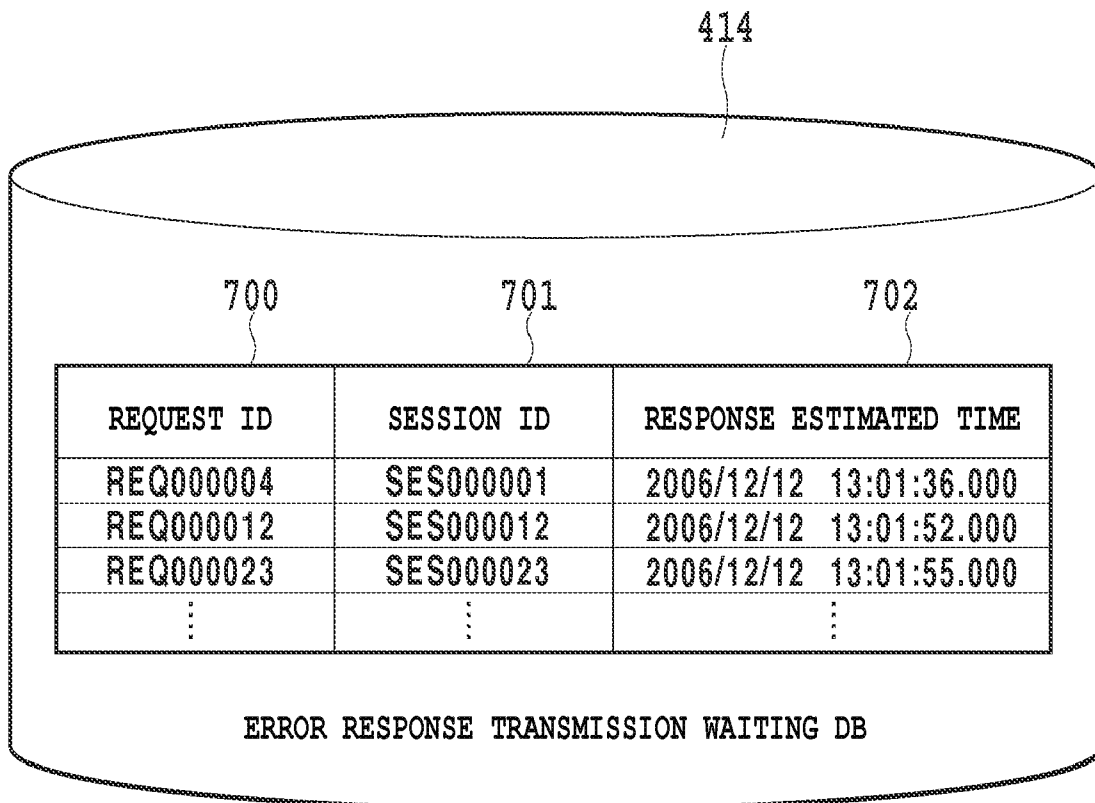 414
700 701 702
REQUEST ID SESSION ID RESPONSE ESTIMATED TIME
REQ000004 SES000001 2006/12/12 13:01:36.000
REQ000012 SES000012 2006/12/12 13:01:52.000
REQ000023 SES000023 2006/12/12 13:01:55.000
ERROR RESPONSE TRANSMISSION WAITING DB